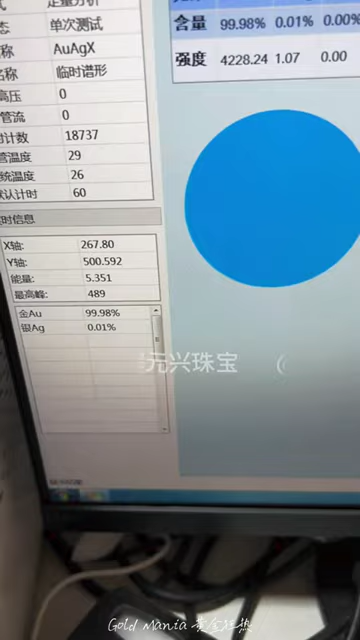 定量分析
态 单次测试
称 AuAgX
名称 临时谱形
高压 0
管流 0
时计数 18737
管温度 29
统温度 26
默认计时 60
含量 99.98% 0.01% 0.00%
强度 4228.24 1.07 0.00
时信息
X轴: 267.80
Y轴: 500.592
能量: 5.351
最高峰: 489
金Au 99.98%
银Ag 0.01%
元兴珠宝
Gold Mania 黄金狂热